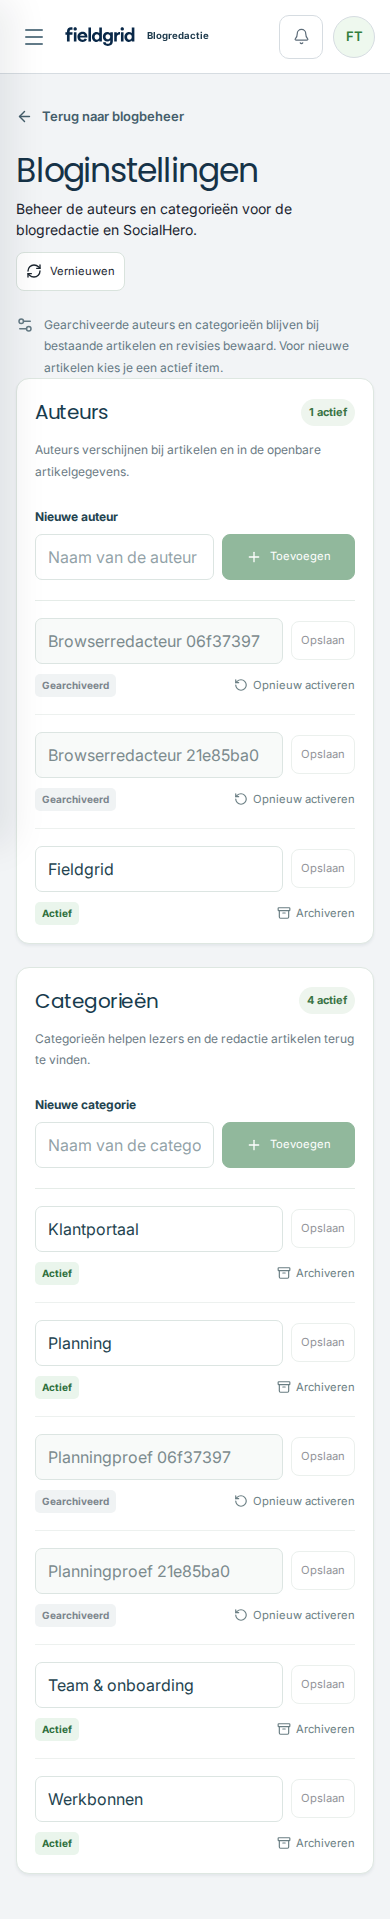 fieldgrid Blogredactie FT
Terug naar blogbeheer
Bloginstellingen
Beheer de auteurs en categorieën voor de
blogredactie en SocialHero.
Vernieuwen
Gearchiveerde auteurs en categorieën blijven bij
bestaande artikelen en revisies bewaard. Voor nieuwe
artikelen kies je een actief item.
Auteurs 1 actief
Auteurs verschijnen bij artikelen en in de openbare
artikelgegevens.
Nieuwe auteur
Naam van de auteur Toevoegen
Browserredacteur 06f37397 Opslaan
Gearchiveerd Opnieuw activeren
Browserredacteur 21e85ba0 Opslaan
Gearchiveerd Opnieuw activeren
Fieldgrid Opslaan
Actief Archiveren
Categorieën 4 actief
Categorieën helpen lezers en de redactie artikelen terug
te vinden.
Nieuwe categorie
Naam van de catego Toevoegen
Klantportaal Opslaan
Actief Archiveren
Planning Opslaan
Actief Archiveren
Planningproef 06f37397 Opslaan
Gearchiveerd Opnieuw activeren
Planningproef 21e85ba0 Opslaan
Gearchiveerd Opnieuw activeren
Team & onboarding Opslaan
Actief Archiveren
Werkbonnen Opslaan
Actief Archiveren